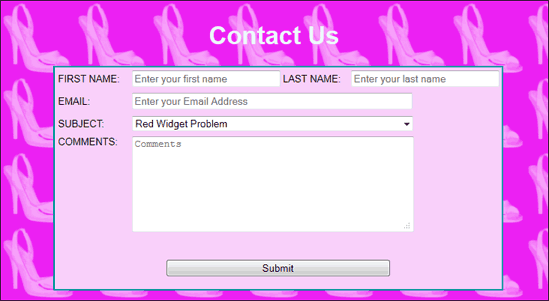 Contact Us
FIRST NAME: Enter your first name LAST NAME: Enter your last name
EMAIL: Enter your Email Address
SUBJECT: Red Widget Problem
COMMENTS: Comments
Submit